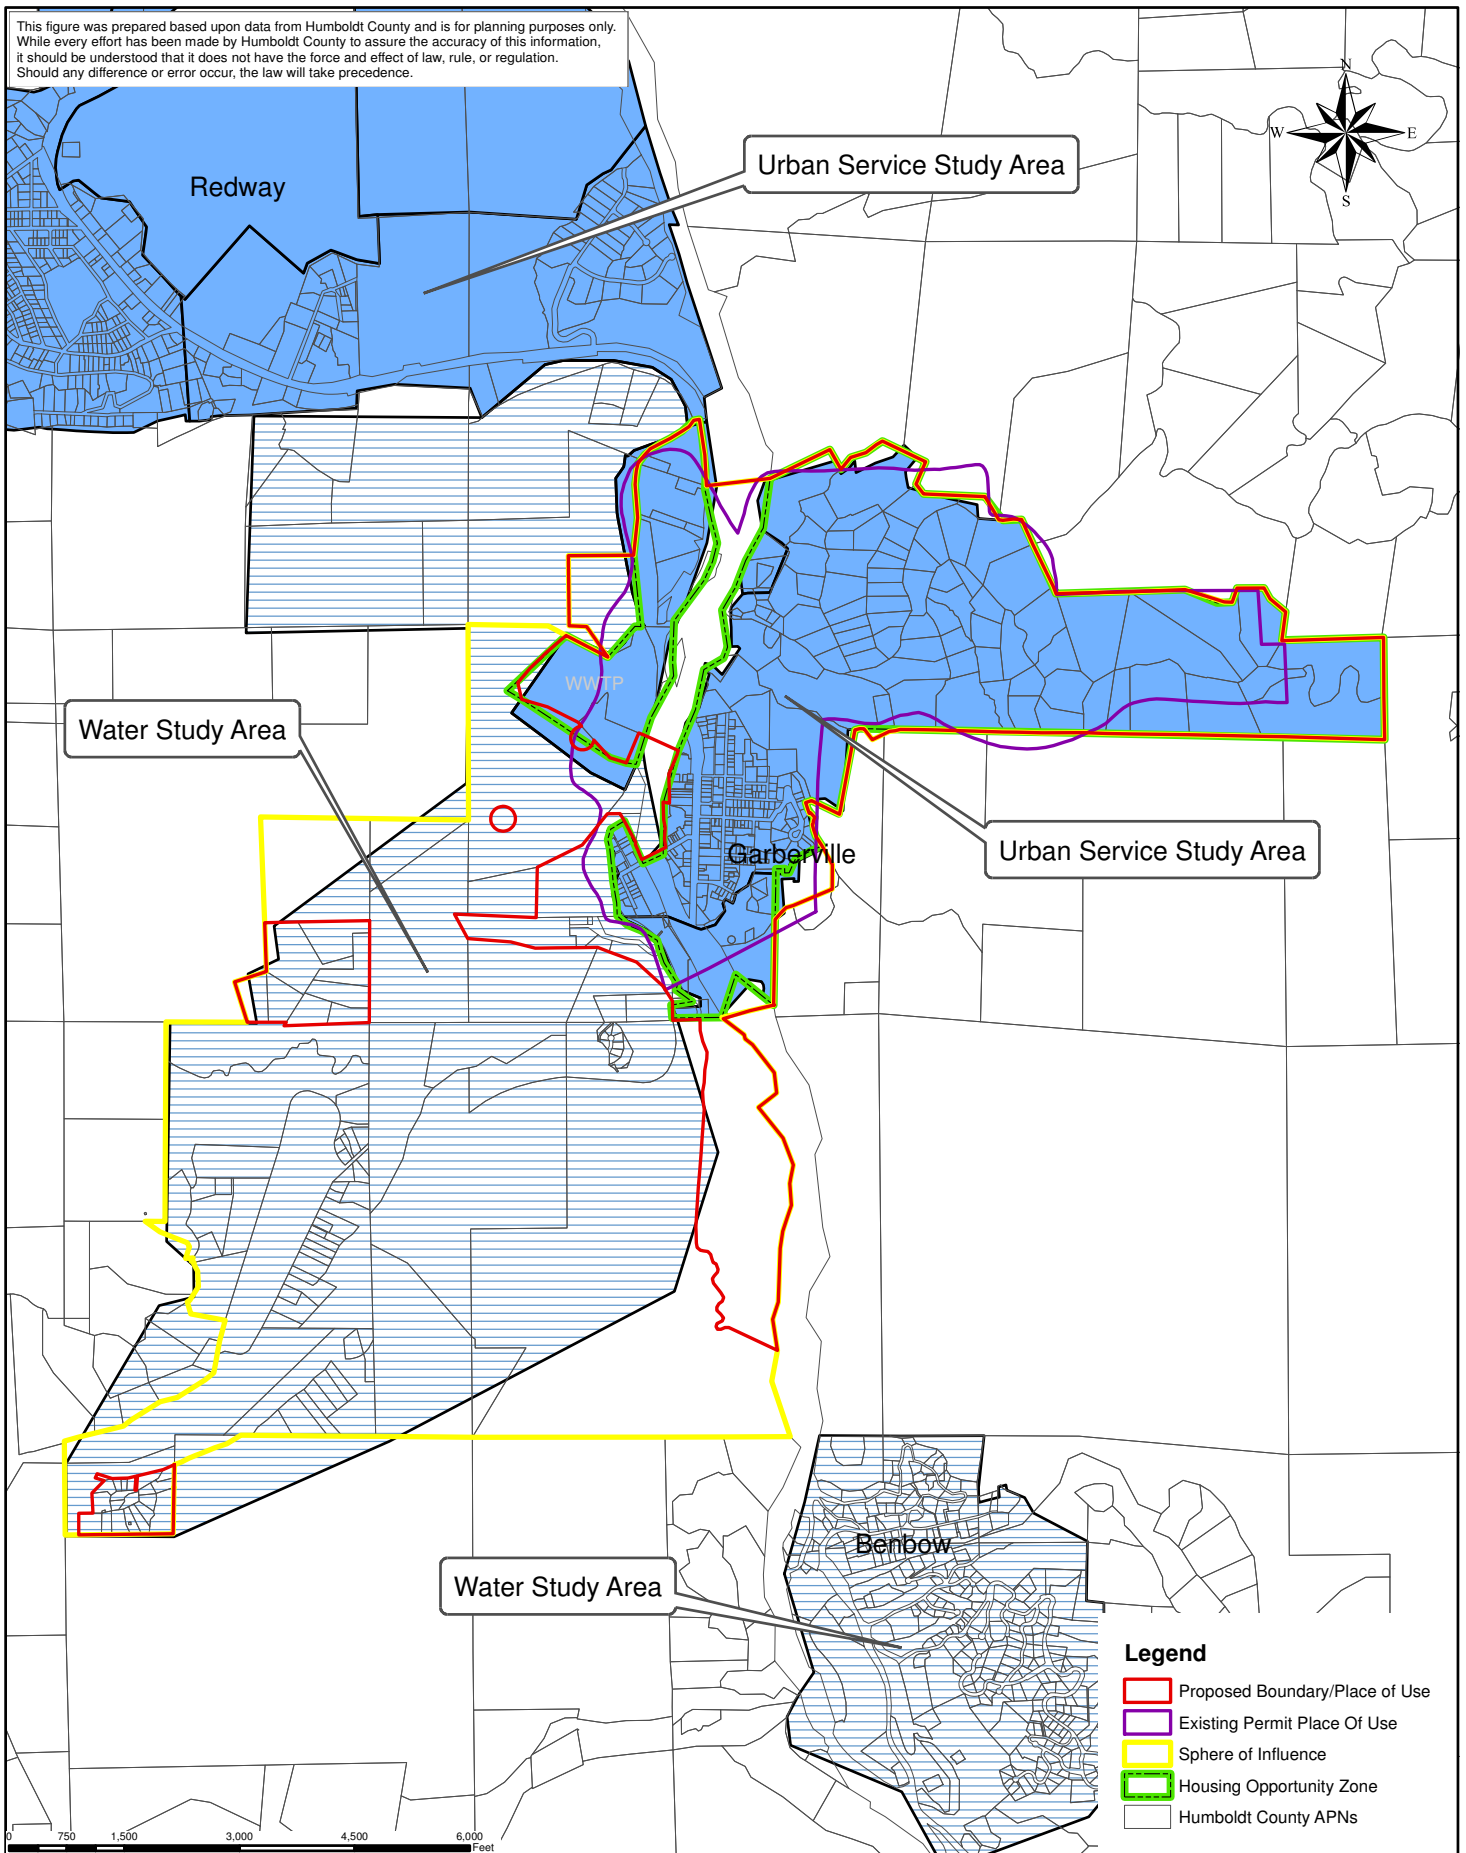 This figure was prepared based upon data from Humboldt County and is for planning purposes only.
While every effort has been made by Humboldt County to assure the accuracy of this information,
it should be understood that it does not have the force and effect of law, rule, or regulation.
Should any difference or error occur, the law will take precedence.
N
W
E
S
Urban Service Study Area
Redway
WWTP
Water Study Area
Garberville
Urban Service Study Area
Benbow
Water Study Area
Legend
Proposed Boundary/Place of Use
Existing Permit Place Of Use
Sphere of Influence
Housing Opportunity Zone
Humboldt County APNs
0 750 1,500 3,000 4,500 6,000
Feet